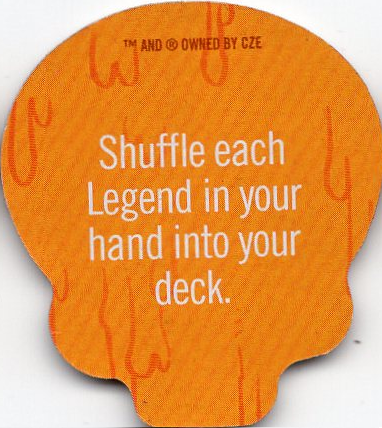 ™ AND ® OWNED BY CZE
Shuffle each
Legend in your
hand into your
deck.